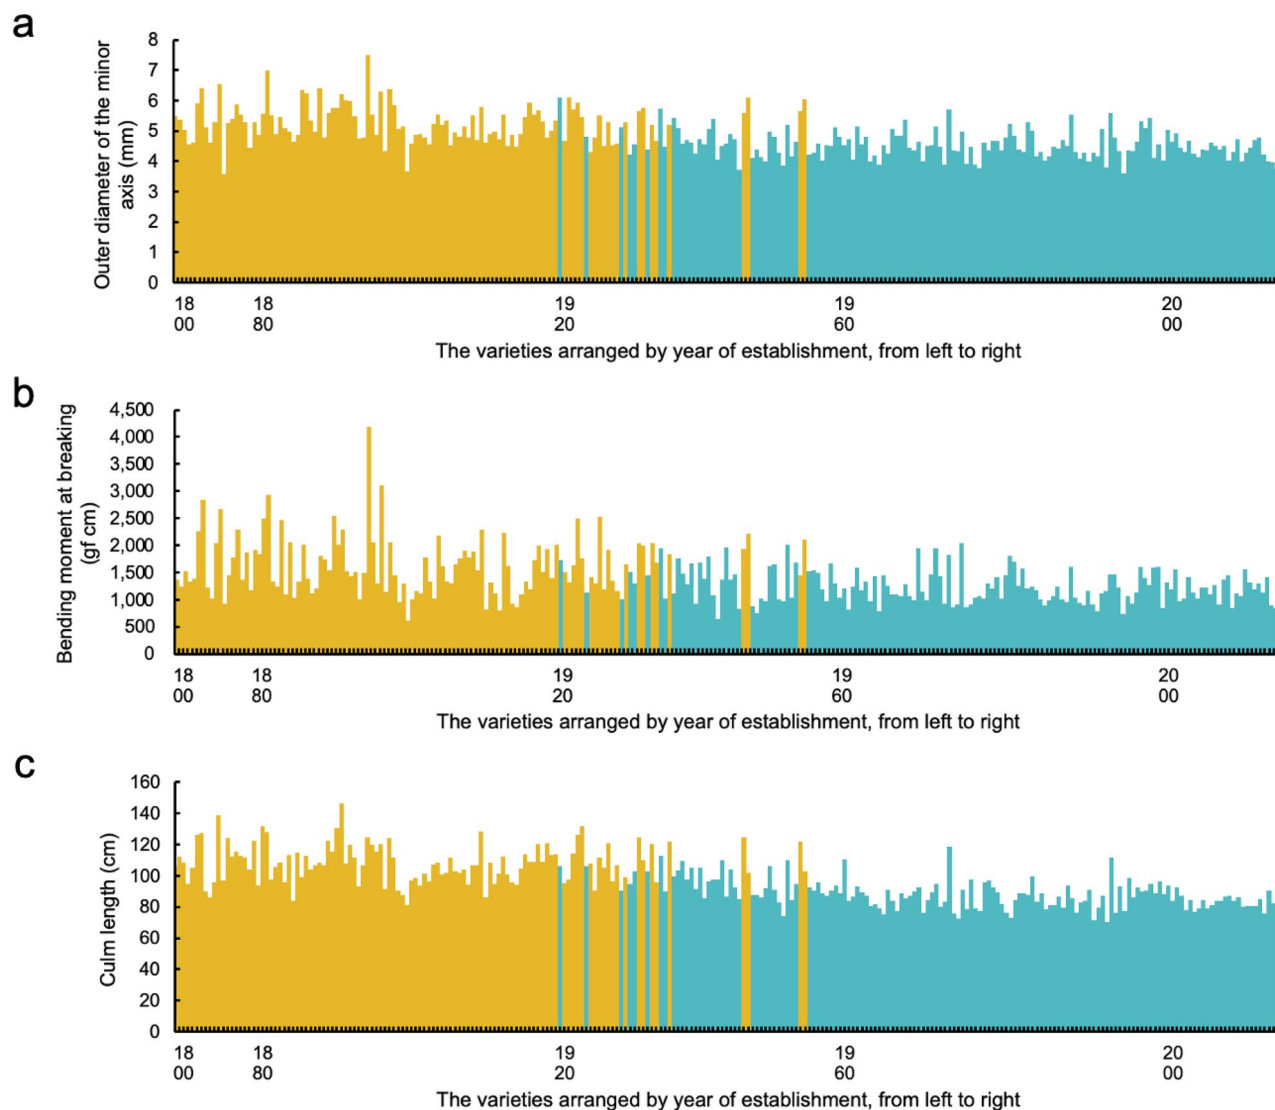 a
8
7
6
5
4
3
2
1
0
Outer diameter of the minor
axis (mm)
18 18 19 19 20
00 80 20 60 00
The varieties arranged by year of establishment, from left to right
b
4,500
4,000
3,500
3,000
2,500
2,000
1,500
1,000
500
0
Bending moment at breaking
(gf cm)
18 18 19 19 20
00 80 20 60 00
The varieties arranged by year of establishment, from left to right
c
160
140
120
100
80
60
40
20
0
Culm length (cm)
18 18 19 19 20
00 80 20 60 00
The varieties arranged by year of establishment, from left to right